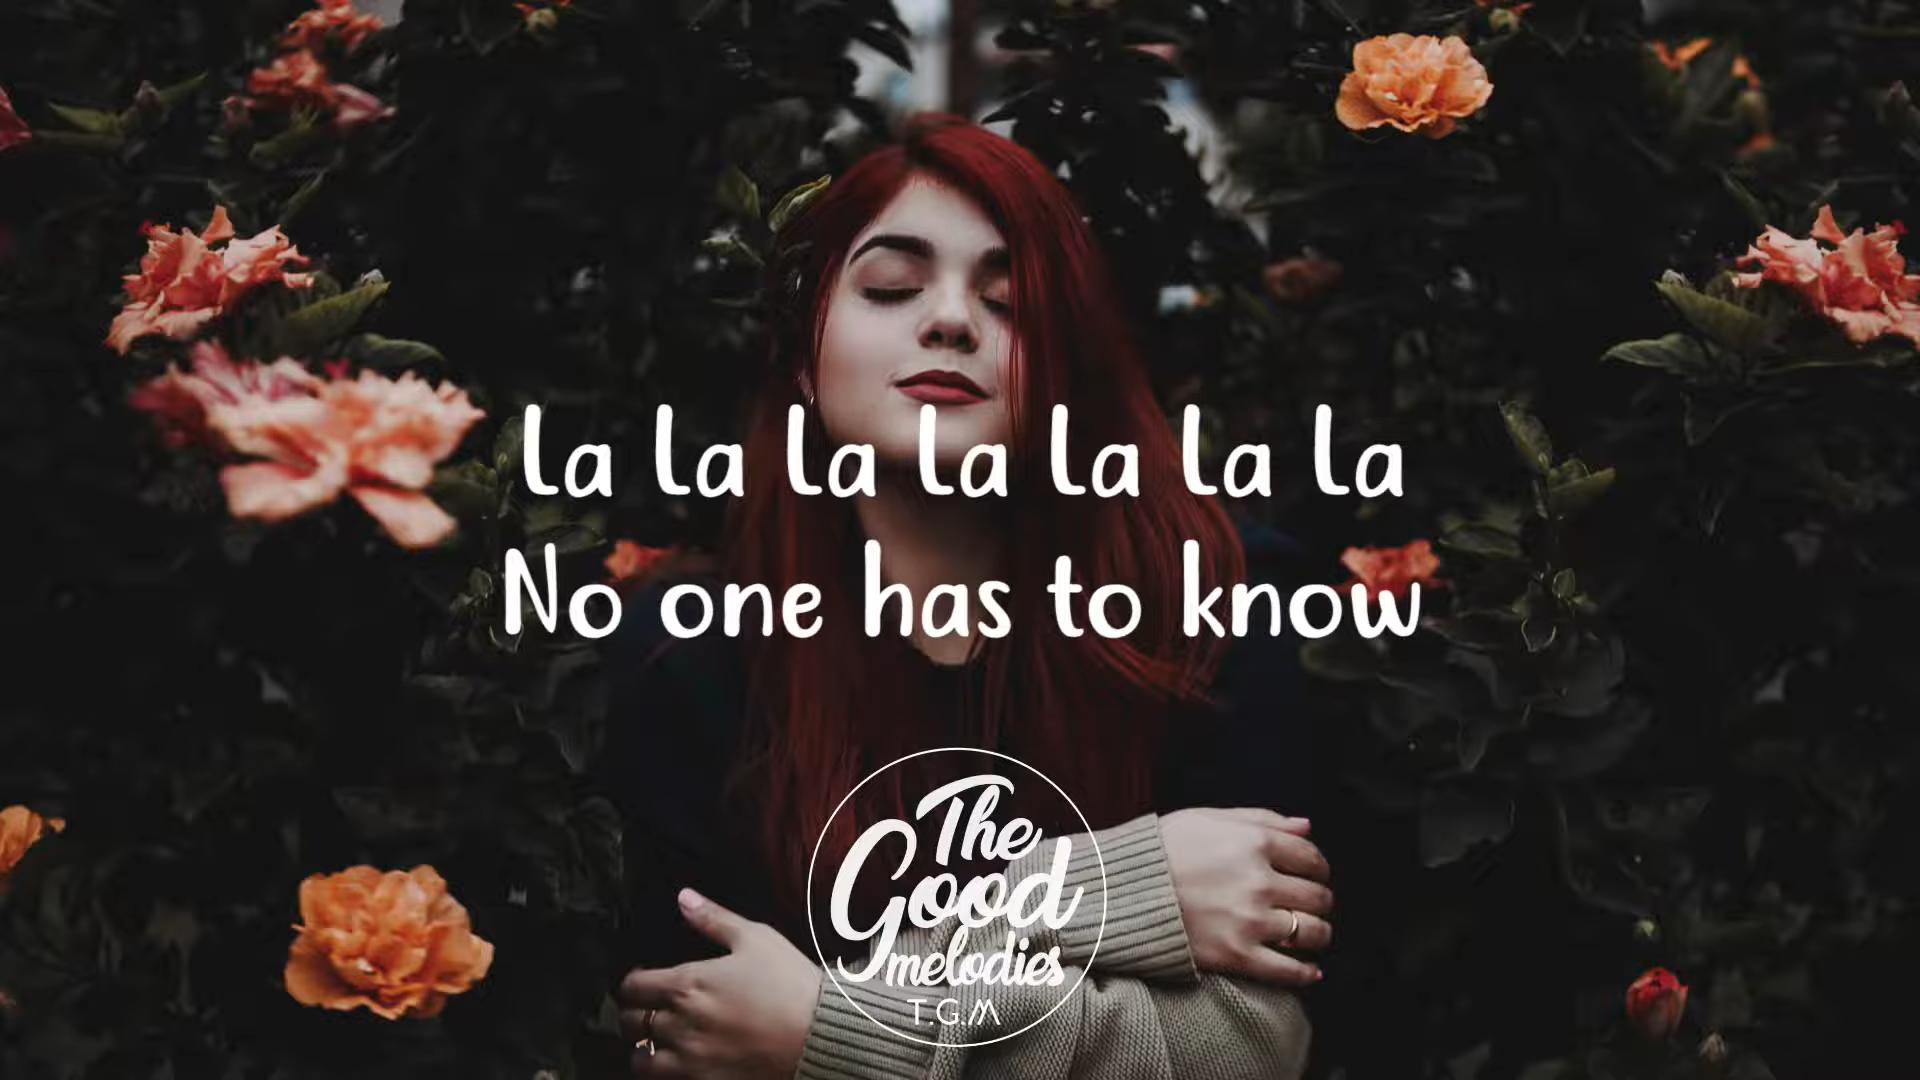 La La La La La La La
No one has to know
The
Good
melodies
T.G.M